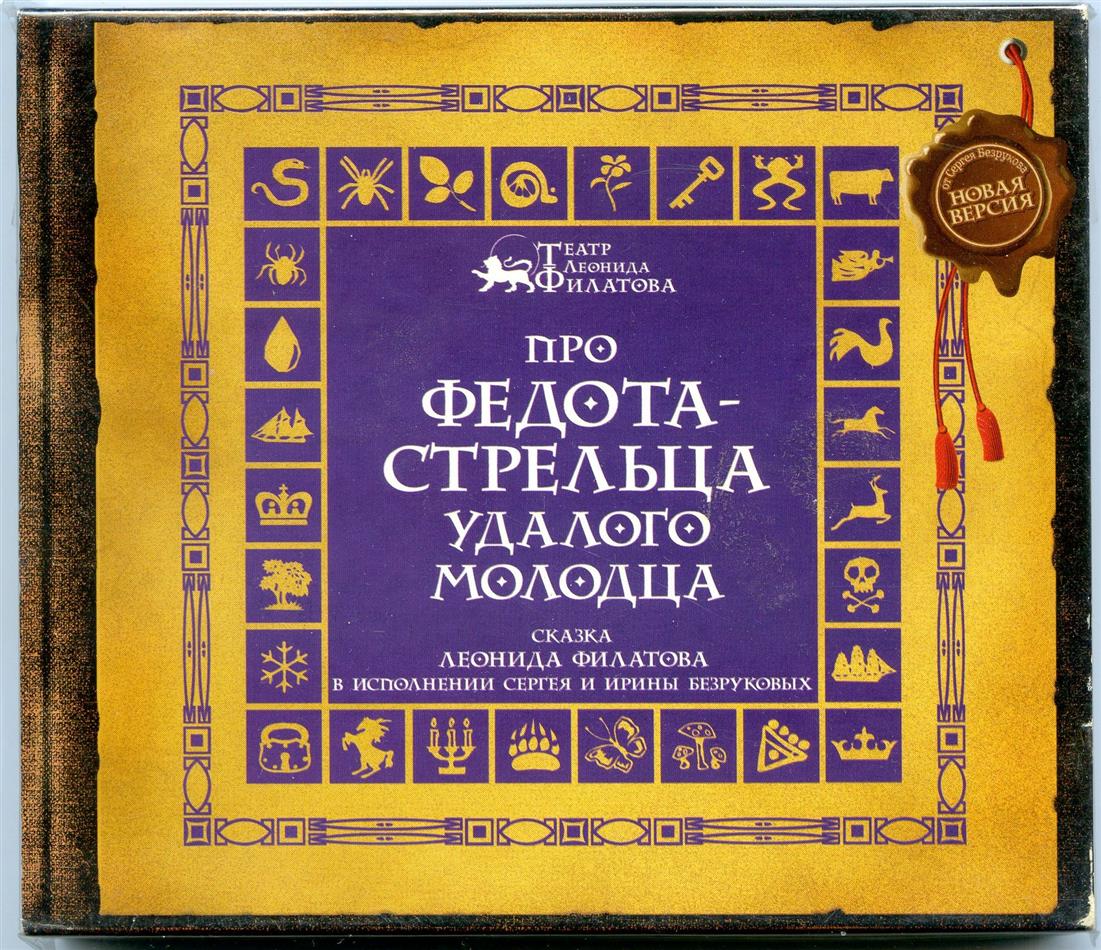 от Сергея Безрукова
НОВАЯ
ВЕРСИЯ
ТЕАТР
ЛЕОНИДА
ФИЛАТОВА
ПРО
ФЕДОТА-
СТРЕЛЬЦА
УДАЛОГО
МОЛОДЦА
СКАЗКА
ЛЕОНИДА ФИЛАТОВА
В ИСПОЛНЕНИИ СЕРГЕЯ И ИРИНЫ БЕЗРУКОВЫХ